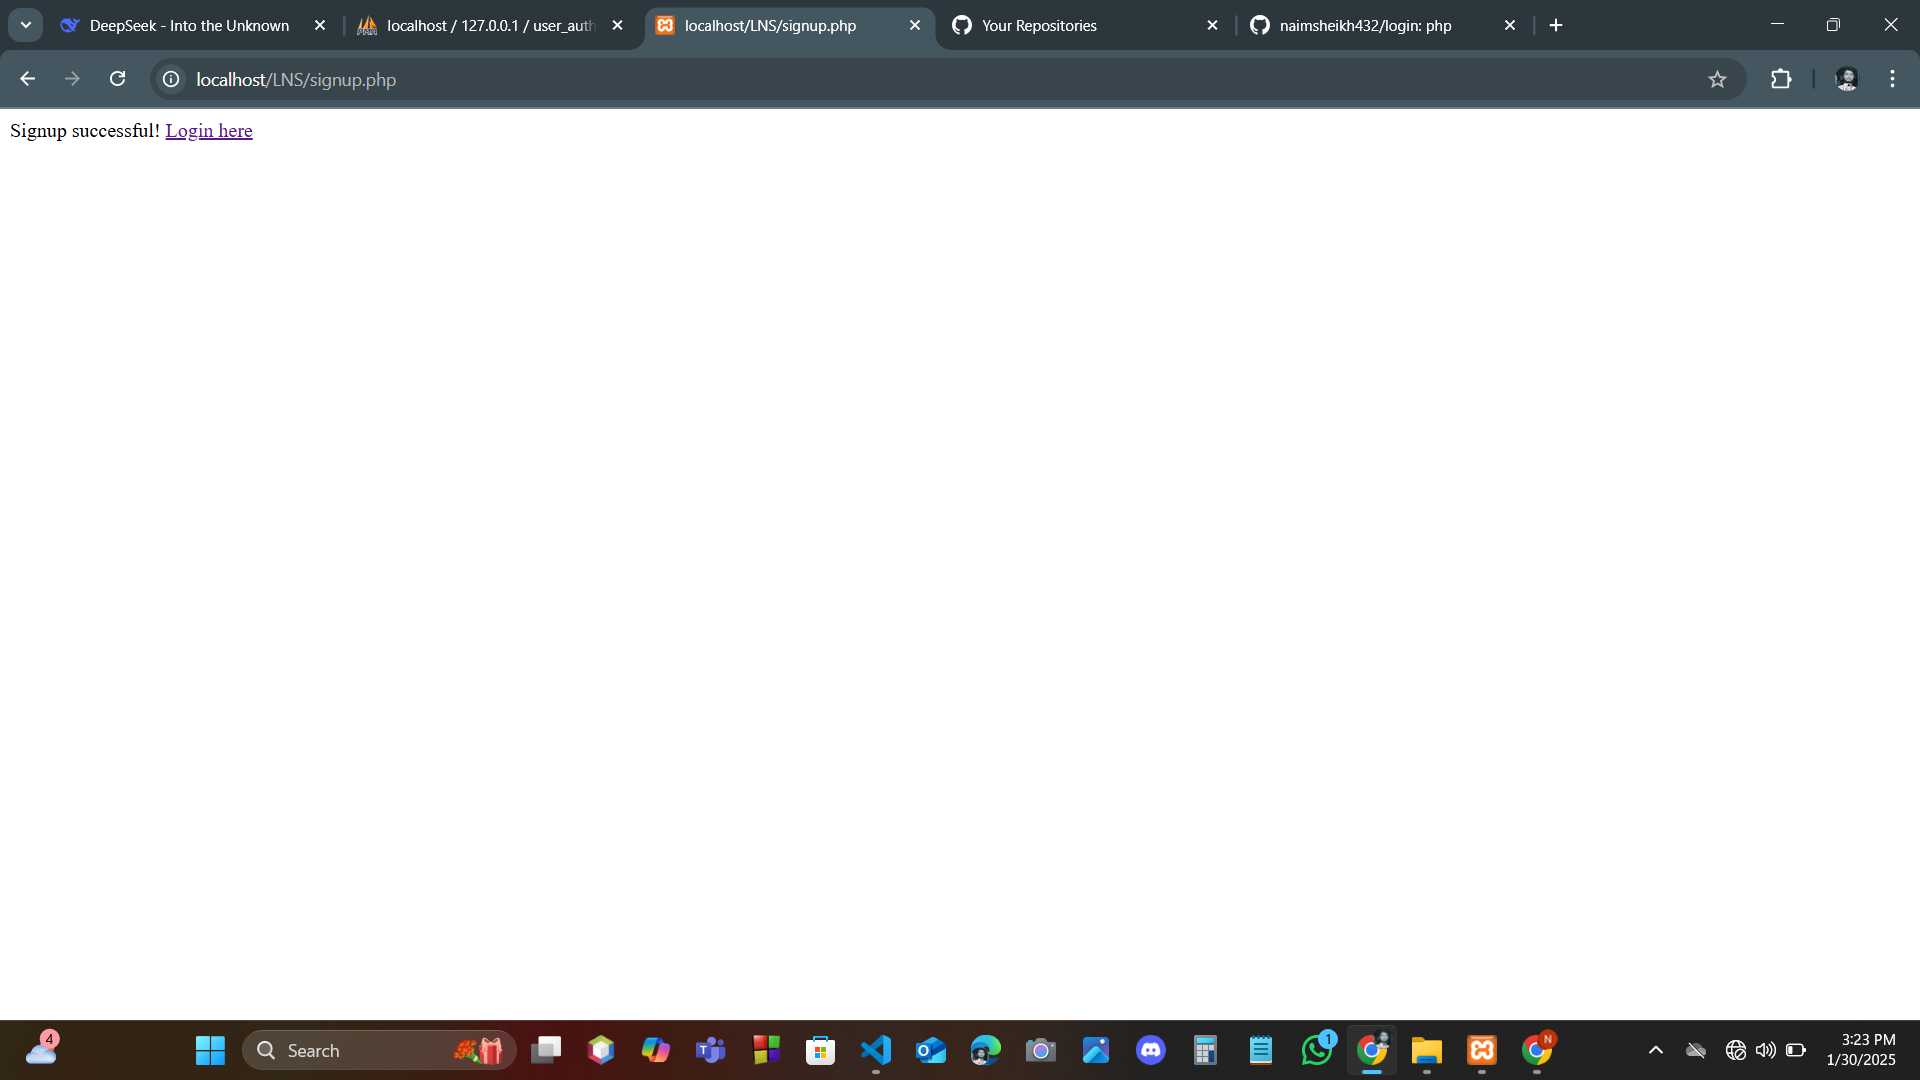 DeepSeek - Into the Unknown
localhost / 127.0.0.1 / user_auth
localhost/LNS/signup.php
Your Repositories
naimsheikh432/login: php
localhost/LNS/signup.php
Signup successful! Login here
4
Search
T
O
1
N
3:23 PM
1/30/2025